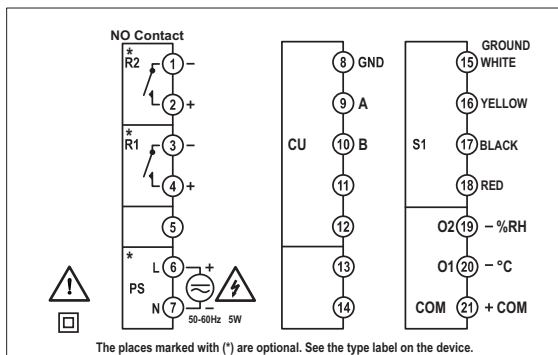 NO Contact
*
R2
1 −
2 +
*
R1
3 −
4 +
5
*
PS
L 6 +
N 7 −
50-60Hz 5W
CU
8 GND
9 A
10 B
11
12
13
14
S1
GROUND
15 WHITE
16 YELLOW
17 BLACK
18 RED
O2 19 − %RH
O1 20 − °C
COM 21 + COM
The places marked with (*) are optional. See the type label on the device.